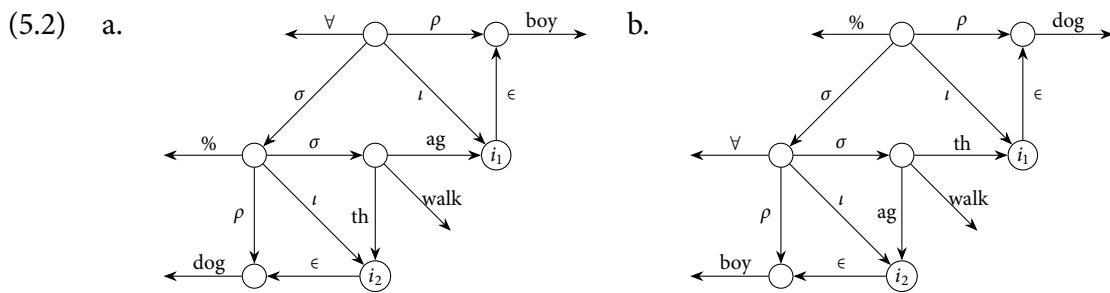 (5.2) a. ∀ ρ boy b. % ρ dog
σ ι ϵ σ ι ϵ
% σ ag i₁ ∀ σ th i₁
ρ ι th walk ρ ι ag walk
dog ϵ i₂ boy ϵ i₂